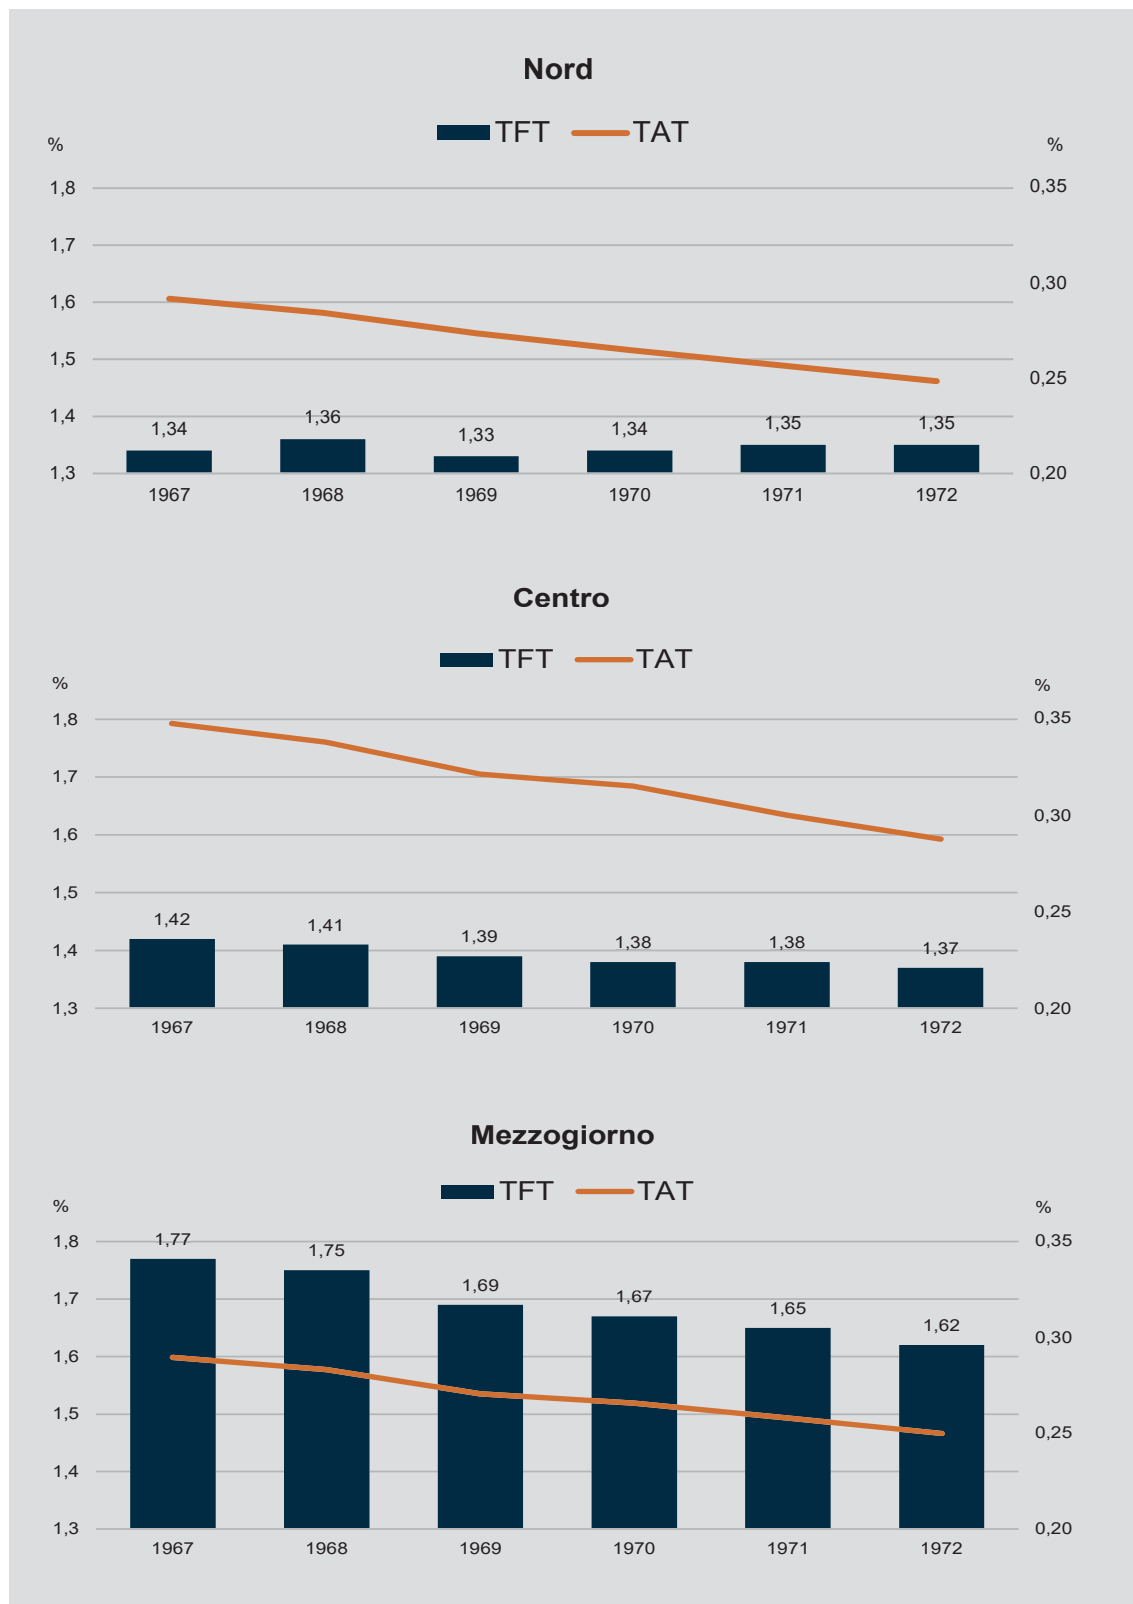 Nord
TFT TAT
% %
1,8 0,35
1,7
1,6 0,30
1,5
0,25
1,4 1,34 1,36 1,33 1,34 1,35 1,35
1,3 0,20
1967 1968 1969 1970 1971 1972
Centro
TFT TAT
% %
1,8 0,35
1,7
1,6 0,30
1,5
0,25
1,42 1,41 1,39 1,38 1,38 1,37
1,4
1,3 0,20
1967 1968 1969 1970 1971 1972
Mezzogiorno
TFT TAT
% %
1,8 1,77 1,75 1,69 1,67 1,65 1,62 0,35
1,7
1,6 0,30
1,5
0,25
1,4
1,3 0,20
1967 1968 1969 1970 1971 1972